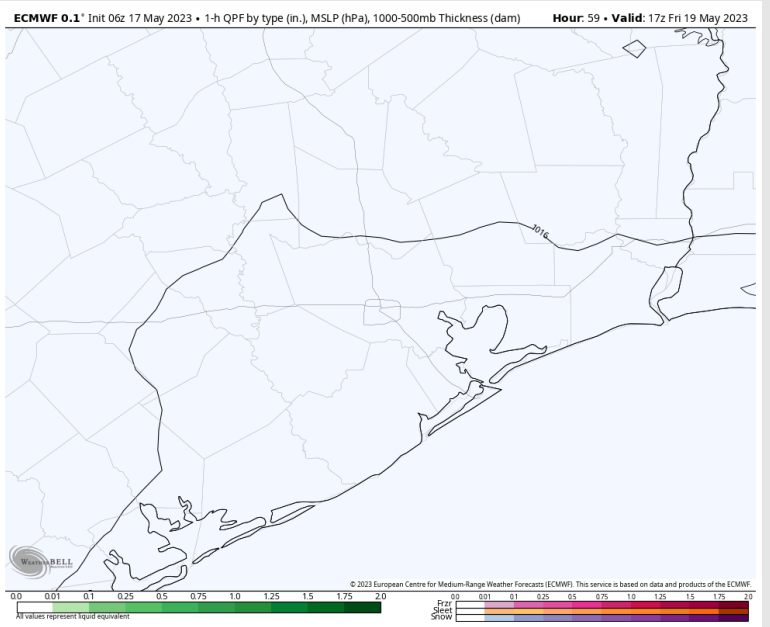 ECMWF 0.1° Init 06z 17 May 2023 • 1-h QPF by type (in.), MSLP (hPa), 1000-500mb Thickness (dam) Hour: 59 • Valid: 17z Fri 19 May 2023
1016
WEATHERBELL
© 2023 European Centre for Medium-Range Weather Forecasts (ECMWF). This service is based on data and products of the ECMWF.
0.0 0.01 0.1 0.25 0.5 0.75 1.0 1.25 1.5 1.75 2.0 0.0 0.01 0.1 0.25 0.5 0.75 1.0 1.25 1.5 1.75 2.0
Frzr
Sleet
Snow
All values represent liquid equivalent